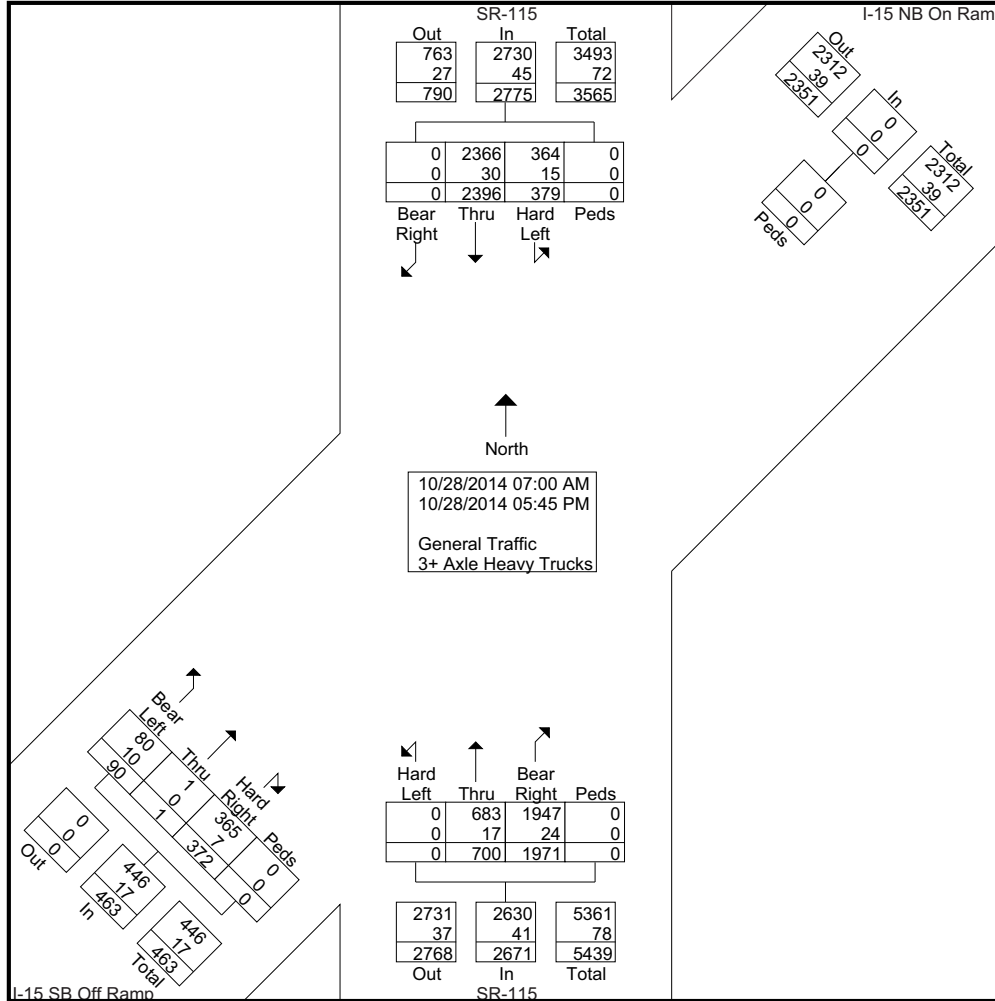 SR-115
I-15 NB On Ram
Out In Total
763 2730 3493
27 45 72
790 2775 3565
0 2366 364 0
0 30 15 0
0 2396 379 0
Bear Right Thru Hard Left Peds
Out
2312
39
2351
In
0
0
0
Total
2312
39
2351
0
0
0
Peds
North
10/28/2014 07:00 AM
10/28/2014 05:45 PM
General Traffic
3+ Axle Heavy Trucks
Bear Left Thru Hard Right Peds
80 1 365 0
10 0 7 0
90 1 372 0
0
0
0
Out
446
17
463
In
446
17
463
Total
I-15 SB Off Ramp
Hard Left Thru Bear Right Peds
0 683 1947 0
0 17 24 0
0 700 1971 0
2731 2630 5361
37 41 78
2768 2671 5439
Out In Total
SR-115